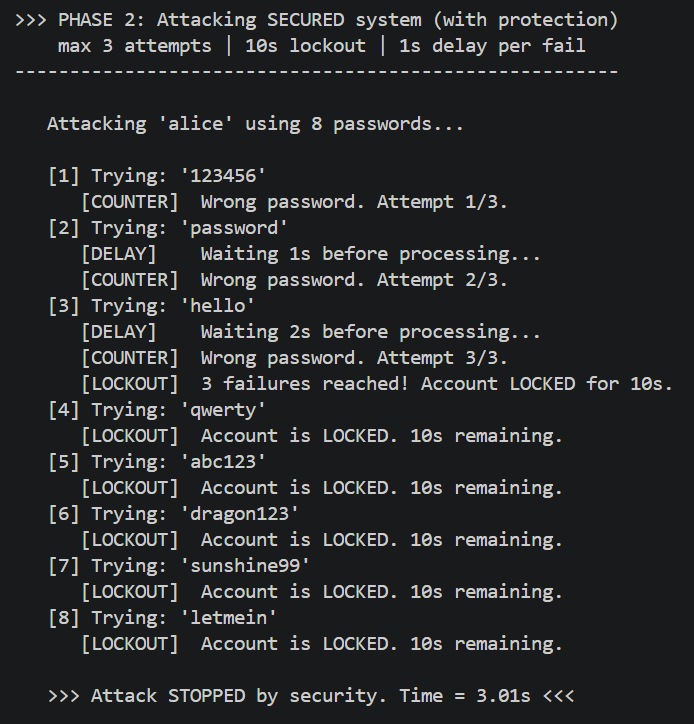 >>> PHASE 2: Attacking SECURED system (with protection)
max 3 attempts | 10s lockout | 1s delay per fail
-------------------------------------------------------
Attacking 'alice' using 8 passwords...
[1] Trying: '123456'
[COUNTER]  Wrong password. Attempt 1/3.
[2] Trying: 'password'
[DELAY]    Waiting 1s before processing...
[COUNTER]  Wrong password. Attempt 2/3.
[3] Trying: 'hello'
[DELAY]    Waiting 2s before processing...
[COUNTER]  Wrong password. Attempt 3/3.
[LOCKOUT]  3 failures reached! Account LOCKED for 10s.
[4] Trying: 'qwerty'
[LOCKOUT]  Account is LOCKED. 10s remaining.
[5] Trying: 'abc123'
[LOCKOUT]  Account is LOCKED. 10s remaining.
[6] Trying: 'dragon123'
[LOCKOUT]  Account is LOCKED. 10s remaining.
[7] Trying: 'sunshine99'
[LOCKOUT]  Account is LOCKED. 10s remaining.
[8] Trying: 'letmein'
[LOCKOUT]  Account is LOCKED. 10s remaining.
>>> Attack STOPPED by security. Time = 3.01s <<<